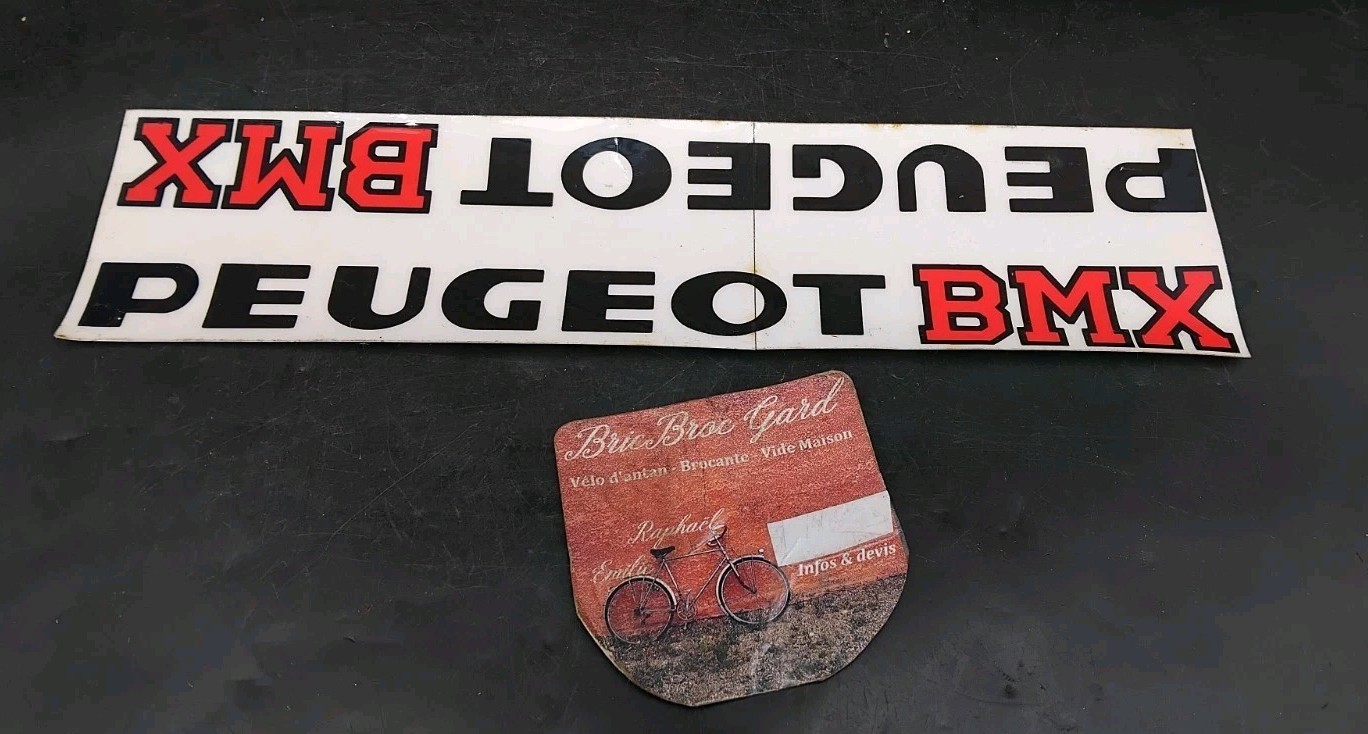 PEUGEOT BMX
PEUGEOT BMX
BricBroc Gard
Vélo d'antan - Brocante - Vide Maison
Raphaël
Emilie
Infos & devis